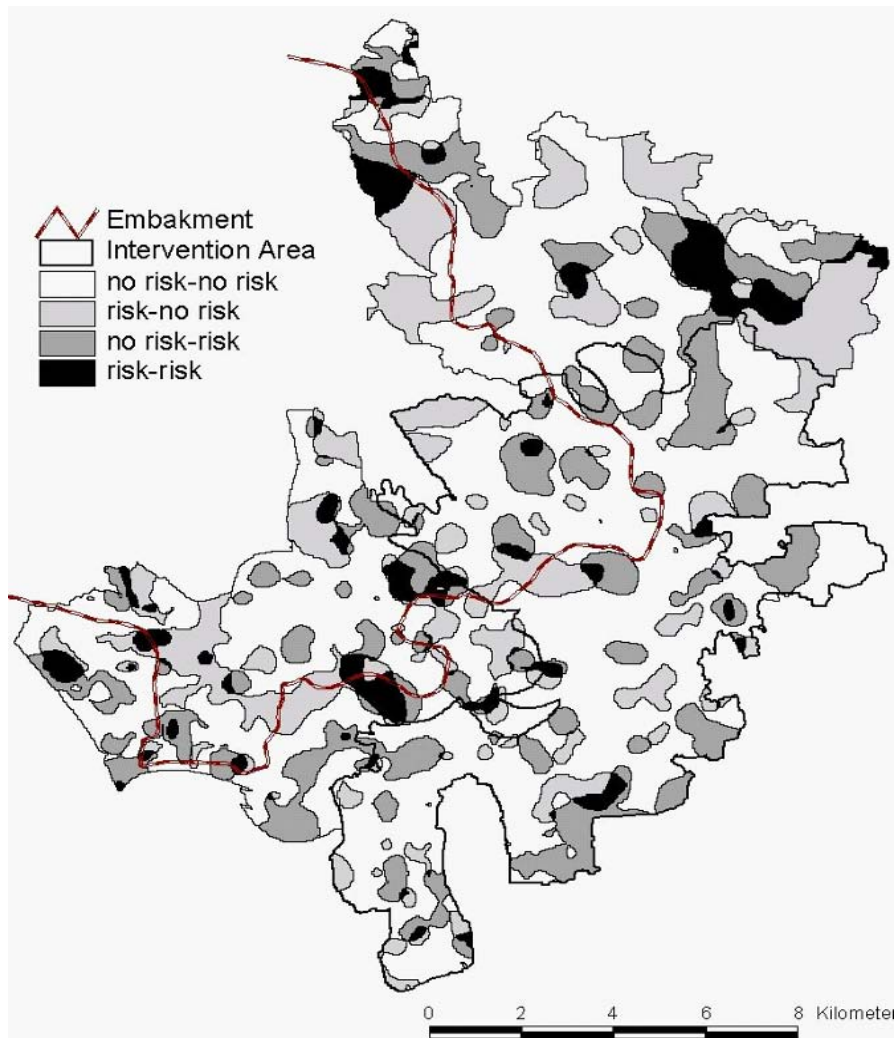 Embakment
Intervention Area
no risk-no risk
risk-no risk
no risk-risk
risk-risk
0 2 4 6 8 Kilometer